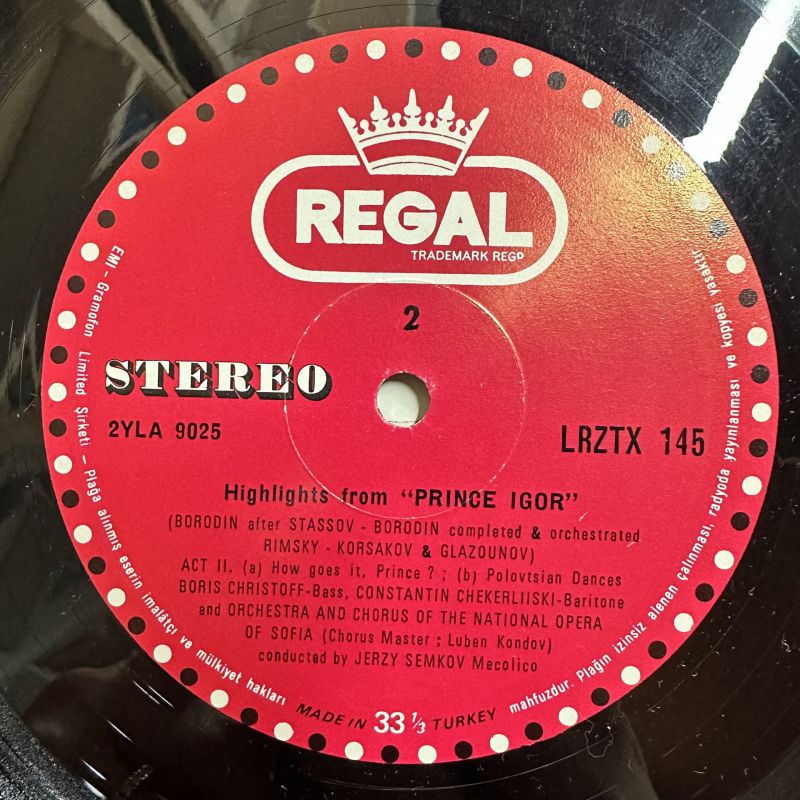 REGAL
TRADEMARK REGD
2
STEREO
2YLA 9025
LRZTX 145
Highlights from "PRINCE IGOR"
(BORODIN after STASSOV - BORODIN completed & orchestrated
RIMSKY - KORSAKOV & GLAZOUNOV)
ACT II. (a) How goes it, Prince ? ; (b) Polovtsian Dances
BORIS CHRISTOFF-Bass, CONSTANTIN CHEKERLIISKI-Baritone
and ORCHESTRA AND CHORUS OF THE NATIONAL OPERA
OF SOFIA (Chorus Master : Luben Kondov)
conducted by JERZY SEMKOV Mecolico
EMI - Gramofon Limited Şirketi - Plağa alınmış eserin imalâtçı ve mülkiyet hakları mahfuzdur. Plağın izinsiz alenen çalınması, radyoda yayınlanması ve kopyesi yasaktır
MADE IN 33 1/3 TURKEY